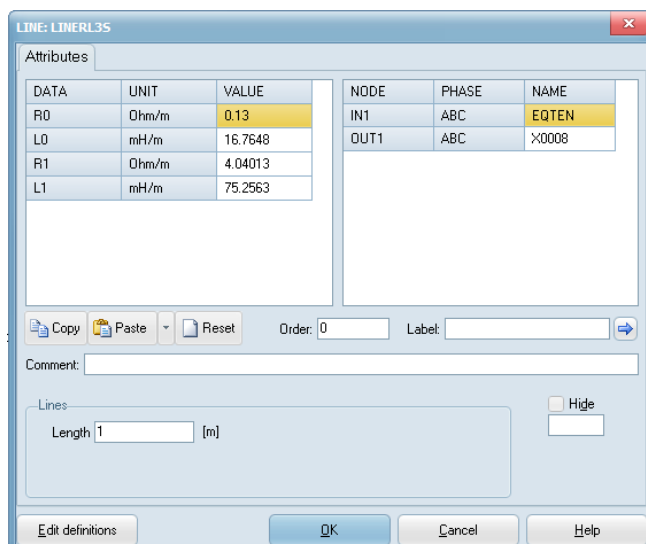 LINE: LINERL3S
Attributes
DATA UNIT VALUE
R0 Ohm/m 0.13
L0 mH/m 16.7648
R1 Ohm/m 4.04013
L1 mH/m 75.2563
NODE PHASE NAME
IN1 ABC EQTEN
OUT1 ABC X0008
Copy Paste Reset Order: 0 Label:
Comment:
Lines
Length 1 [m]
Hide
Edit definitions OK Cancel Help